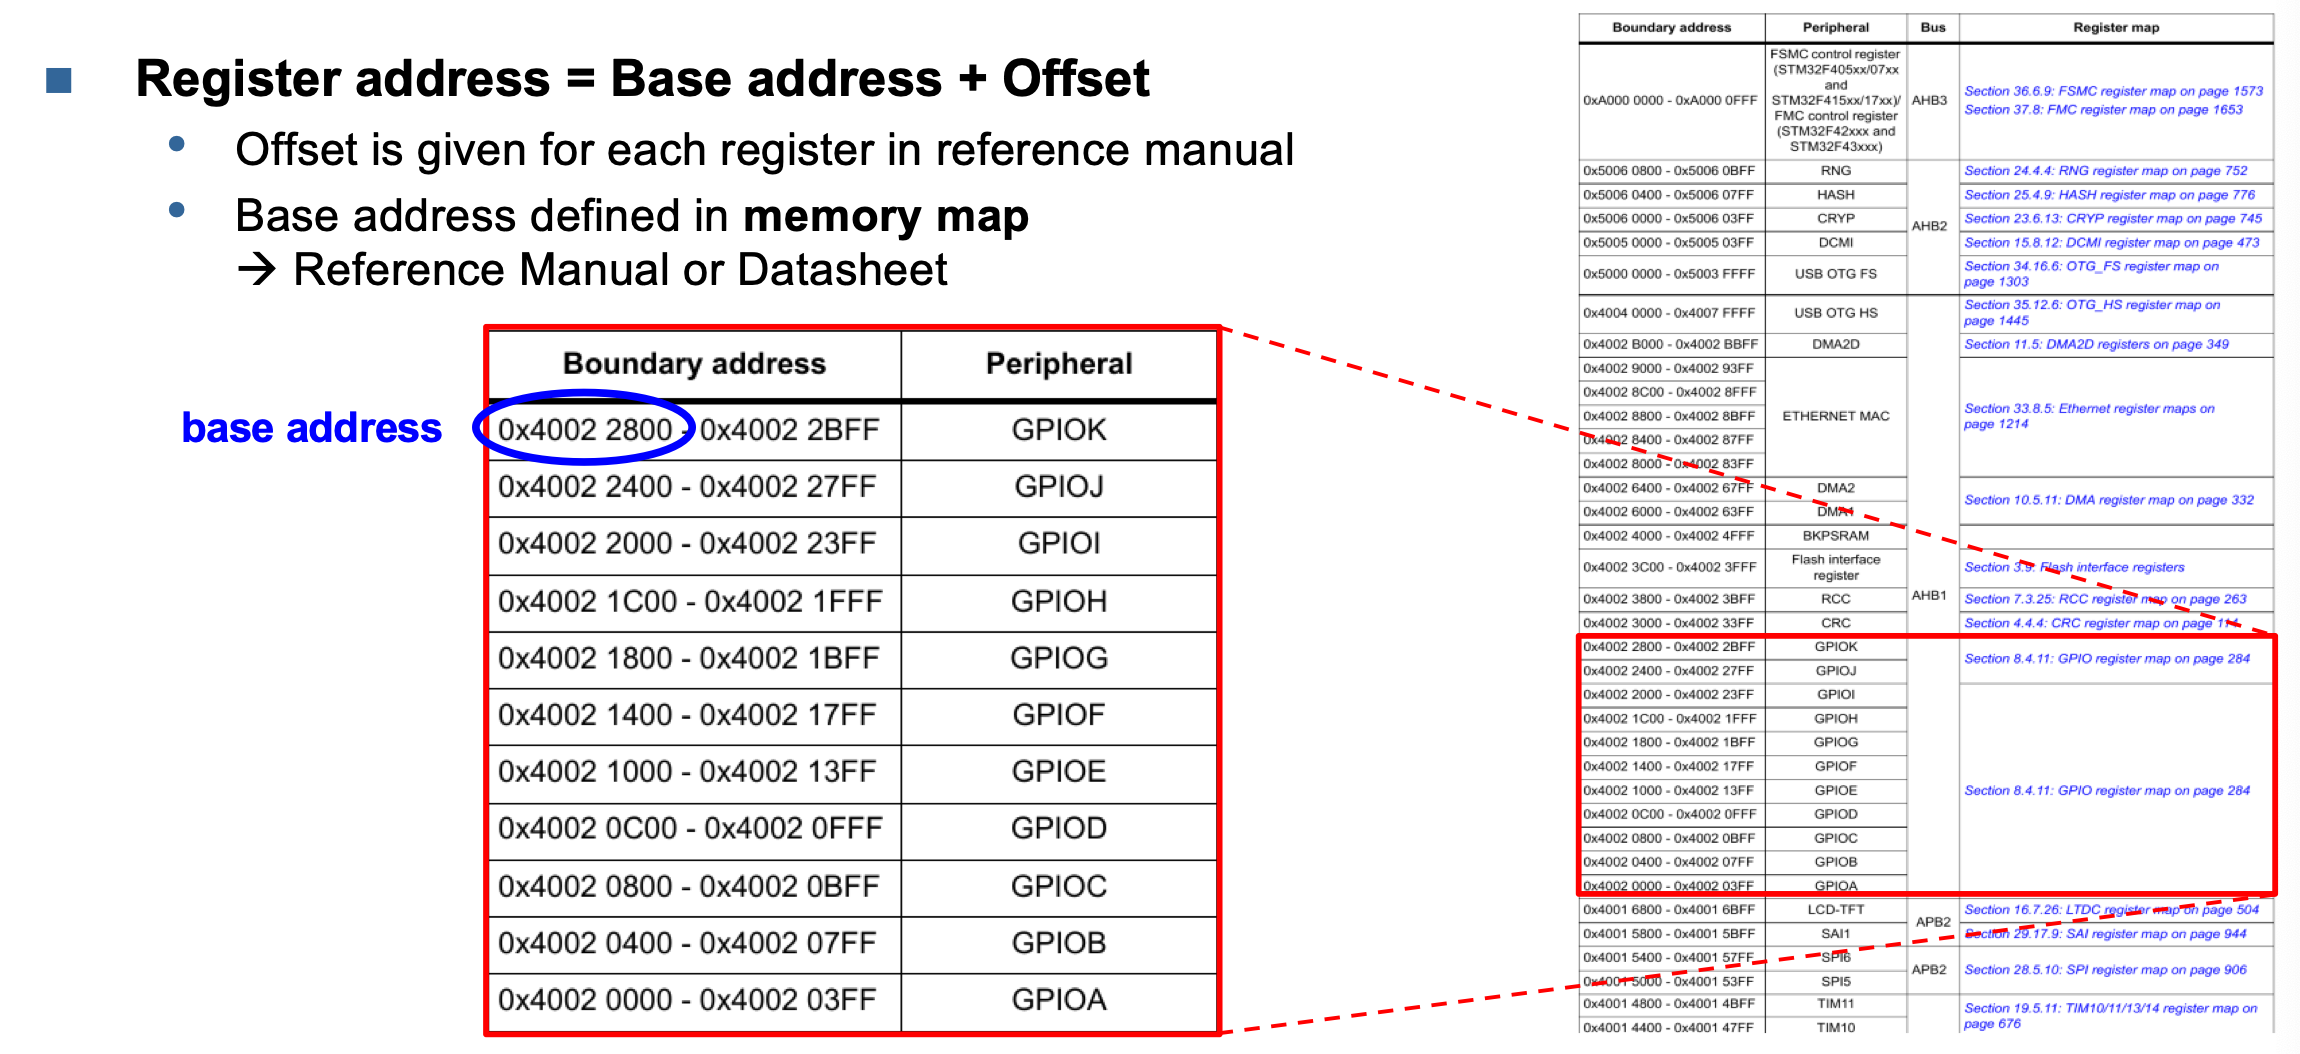 ■ Register address = Base address + Offset
• Offset is given for each register in reference manual
• Base address defined in memory map
→ Reference Manual or Datasheet
base address
Boundary address Peripheral
0x4002 2800 - 0x4002 2BFF GPIOK
0x4002 2400 - 0x4002 27FF GPIOJ
0x4002 2000 - 0x4002 23FF GPIOI
0x4002 1C00 - 0x4002 1FFF GPIOH
0x4002 1800 - 0x4002 1BFF GPIOG
0x4002 1400 - 0x4002 17FF GPIOF
0x4002 1000 - 0x4002 13FF GPIOE
0x4002 0C00 - 0x4002 0FFF GPIOD
0x4002 0800 - 0x4002 0BFF GPIOC
0x4002 0400 - 0x4002 07FF GPIOB
0x4002 0000 - 0x4002 03FF GPIOA
Boundary address Peripheral Bus Register map
FSMC control register
(STM32F405xx/07xx
and
STM32F415xx/17xx)/
FMC control register
(STM32F42xxx and
STM32F43xxx)
0xA000 0000 - 0xA000 0FFF AHB3
Section 36.6.9: FSMC register map on page 1573
Section 37.8: FMC register map on page 1653
0x5006 0800 - 0x5006 0BFF RNG Section 24.4.4: RNG register map on page 752
0x5006 0400 - 0x5006 07FF HASH Section 25.4.9: HASH register map on page 776
0x5006 0000 - 0x5006 03FF CRYP Section 23.6.13: CRYP register map on page 745
AHB2
0x5005 0000 - 0x5005 03FF DCMI Section 15.8.12: DCMI register map on page 473
0x5000 0000 - 0x5003 FFFF USB OTG FS Section 34.16.6: OTG_FS register map on
page 1303
0x4004 0000 - 0x4007 FFFF USB OTG HS Section 35.12.6: OTG_HS register map on
page 1445
0x4002 B000 - 0x4002 BBFF DMA2D Section 11.5: DMA2D registers on page 349
0x4002 9000 - 0x4002 93FF
0x4002 8C00 - 0x4002 8FFF
0x4002 8800 - 0x4002 8BFF ETHERNET MAC Section 33.8.5: Ethernet register maps on
page 1214
0x4002 8400 - 0x4002 87FF
0x4002 8000 - 0x4002 83FF
0x4002 6400 - 0x4002 67FF DMA2
Section 10.5.11: DMA register map on page 332
0x4002 6000 - 0x4002 63FF DMA1
0x4002 4000 - 0x4002 4FFF BKPSRAM
0x4002 3C00 - 0x4002 3FFF Flash interface
register
Section 3.9: Flash interface registers
AHB1
0x4002 3800 - 0x4002 3BFF RCC Section 7.3.25: RCC register map on page 263
0x4002 3000 - 0x4002 33FF CRC Section 4.4.4: CRC register map on page 114
0x4002 2800 - 0x4002 2BFF GPIOK
Section 8.4.11: GPIO register map on page 284
0x4002 2400 - 0x4002 27FF GPIOJ
0x4002 2000 - 0x4002 23FF GPIOI
0x4002 1C00 - 0x4002 1FFF GPIOH
0x4002 1800 - 0x4002 1BFF GPIOG
0x4002 1400 - 0x4002 17FF GPIOF
0x4002 1000 - 0x4002 13FF GPIOE Section 8.4.11: GPIO register map on page 284
0x4002 0C00 - 0x4002 0FFF GPIOD
0x4002 0800 - 0x4002 0BFF GPIOC
0x4002 0400 - 0x4002 07FF GPIOB
0x4002 0000 - 0x4002 03FF GPIOA
0x4001 6800 - 0x4001 6BFF LCD-TFT Section 16.7.26: LTDC register map on page 504
APB2
0x4001 5800 - 0x4001 5BFF SAI1 Section 29.17.9: SAI register map on page 944
0x4001 5400 - 0x4001 57FF SPI6
APB2 Section 28.5.10: SPI register map on page 906
0x4001 5000 - 0x4001 53FF SPI5
0x4001 4800 - 0x4001 4BFF TIM11 Section 19.5.11: TIM10/11/13/14 register map on
page 676
0x4001 4400 - 0x4001 47FF TIM10